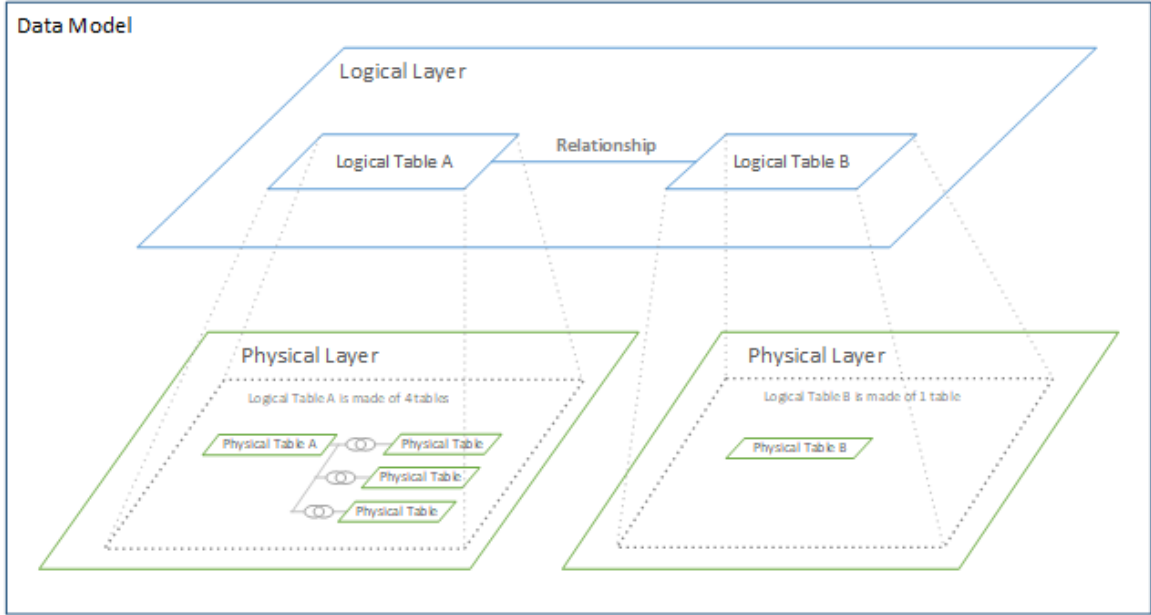 Data Model
Logical Layer
Logical Table A
Relationship
Logical Table B
Physical Layer
Logical Table A is made of 4 tables
Physical Table A
Physical Table
Physical Table
Physical Table
Physical Layer
Logical Table B is made of 1 table
Physical Table B